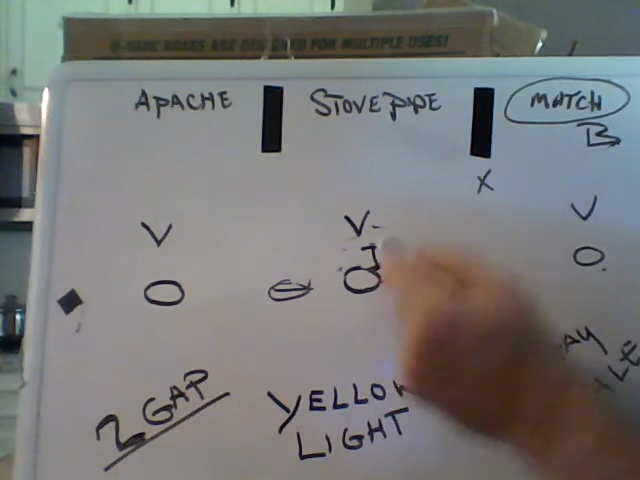 U-HAUL BOXES ARE DESIGNED FOR MULTIPLE USES!
APACHE
STOVEPIPE
MATCH
B
X
V
V
V
O
O
O
2 GAP
YELLOW
LIGHT